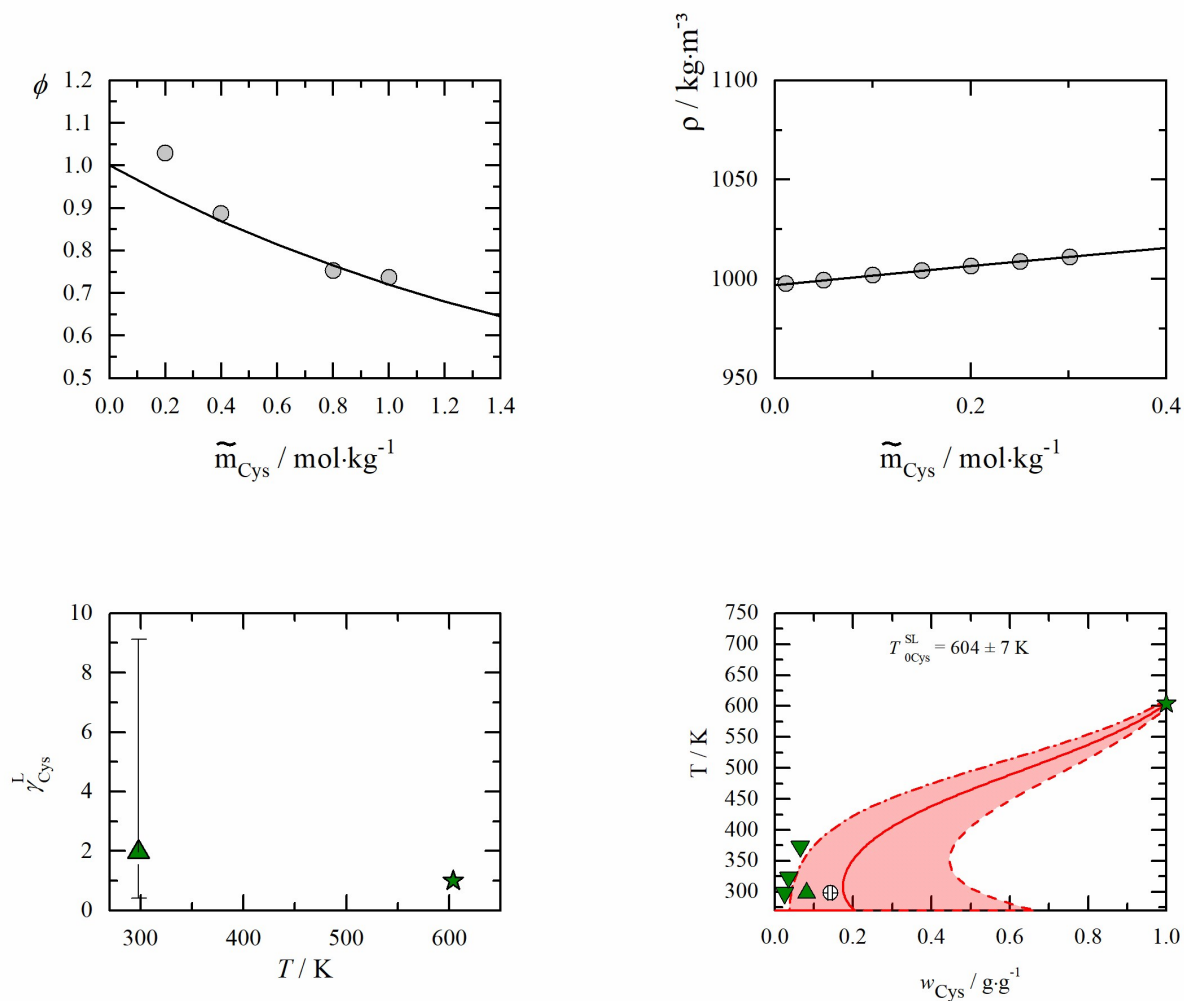 ϕ
1.2
1.1
1.0
0.9
0.8
0.7
0.6
0.5
0.0 0.2 0.4 0.6 0.8 1.0 1.2 1.4
m̃Cys / mol·kg⁻¹
ρ / kg·m⁻³
1100
1050
1000
950
0.0 0.2 0.4
m̃Cys / mol·kg⁻¹
γᴸCys
10
8
6
4
2
0
300 400 500 600
T / K
T / K
750
700
650
600
550
500
450
400
350
300
T SL 0Cys = 604 ± 7 K
0.0 0.2 0.4 0.6 0.8 1.0
wCys / g·g⁻¹